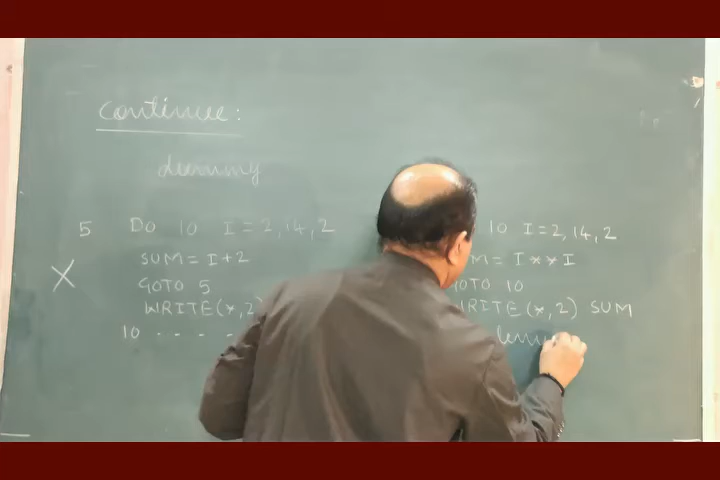 Continue:
dummy
5 DO 10 I=2,14,2
SUM=I+2
GOTO 5
WRITE(*,2)
10 - - - -
10 I=2,14,2
M=I**I
GOTO 10
WRITE(*,2) SUM